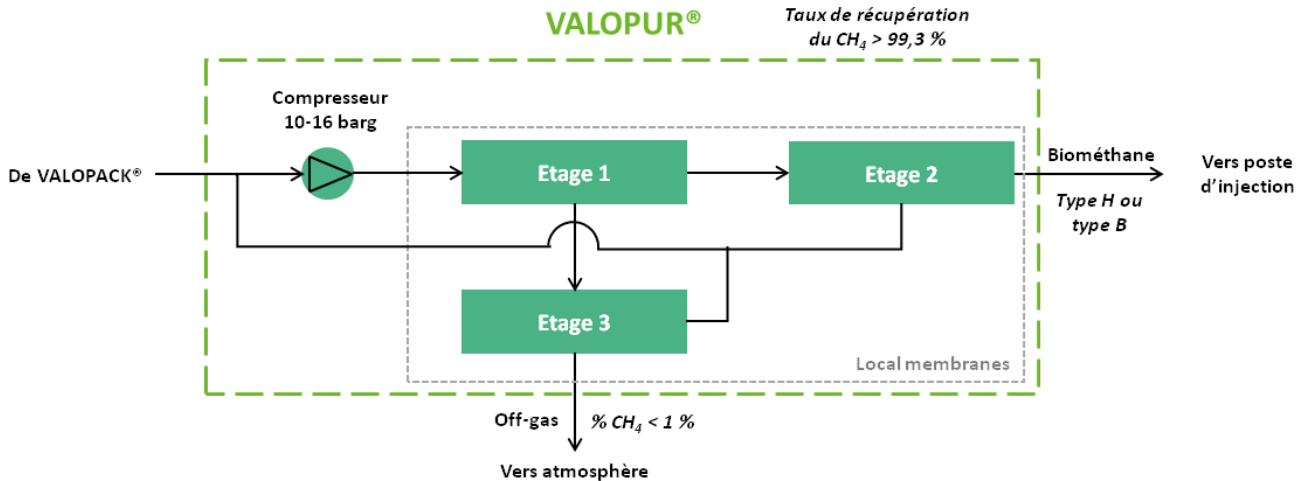 VALOPUR®
Taux de récupération
du CH₄ > 99,3 %
Compresseur
10-16 barg
De VALOPACK®
Etage 1
Etage 2
Biométhane
Type H ou
type B
Vers poste
d’injection
Etage 3
Local membranes
Off-gas
% CH₄ < 1 %
Vers atmosphère